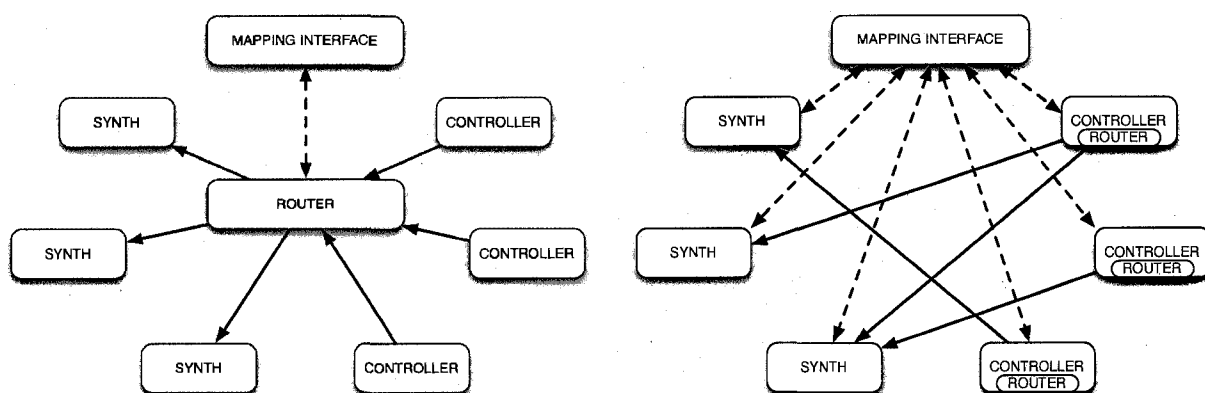 MAPPING INTERFACE
SYNTH
CONTROLLER
ROUTER
SYNTH
CONTROLLER
SYNTH
CONTROLLER
MAPPING INTERFACE
SYNTH
CONTROLLER
ROUTER
SYNTH
CONTROLLER
ROUTER
SYNTH
CONTROLLER
ROUTER